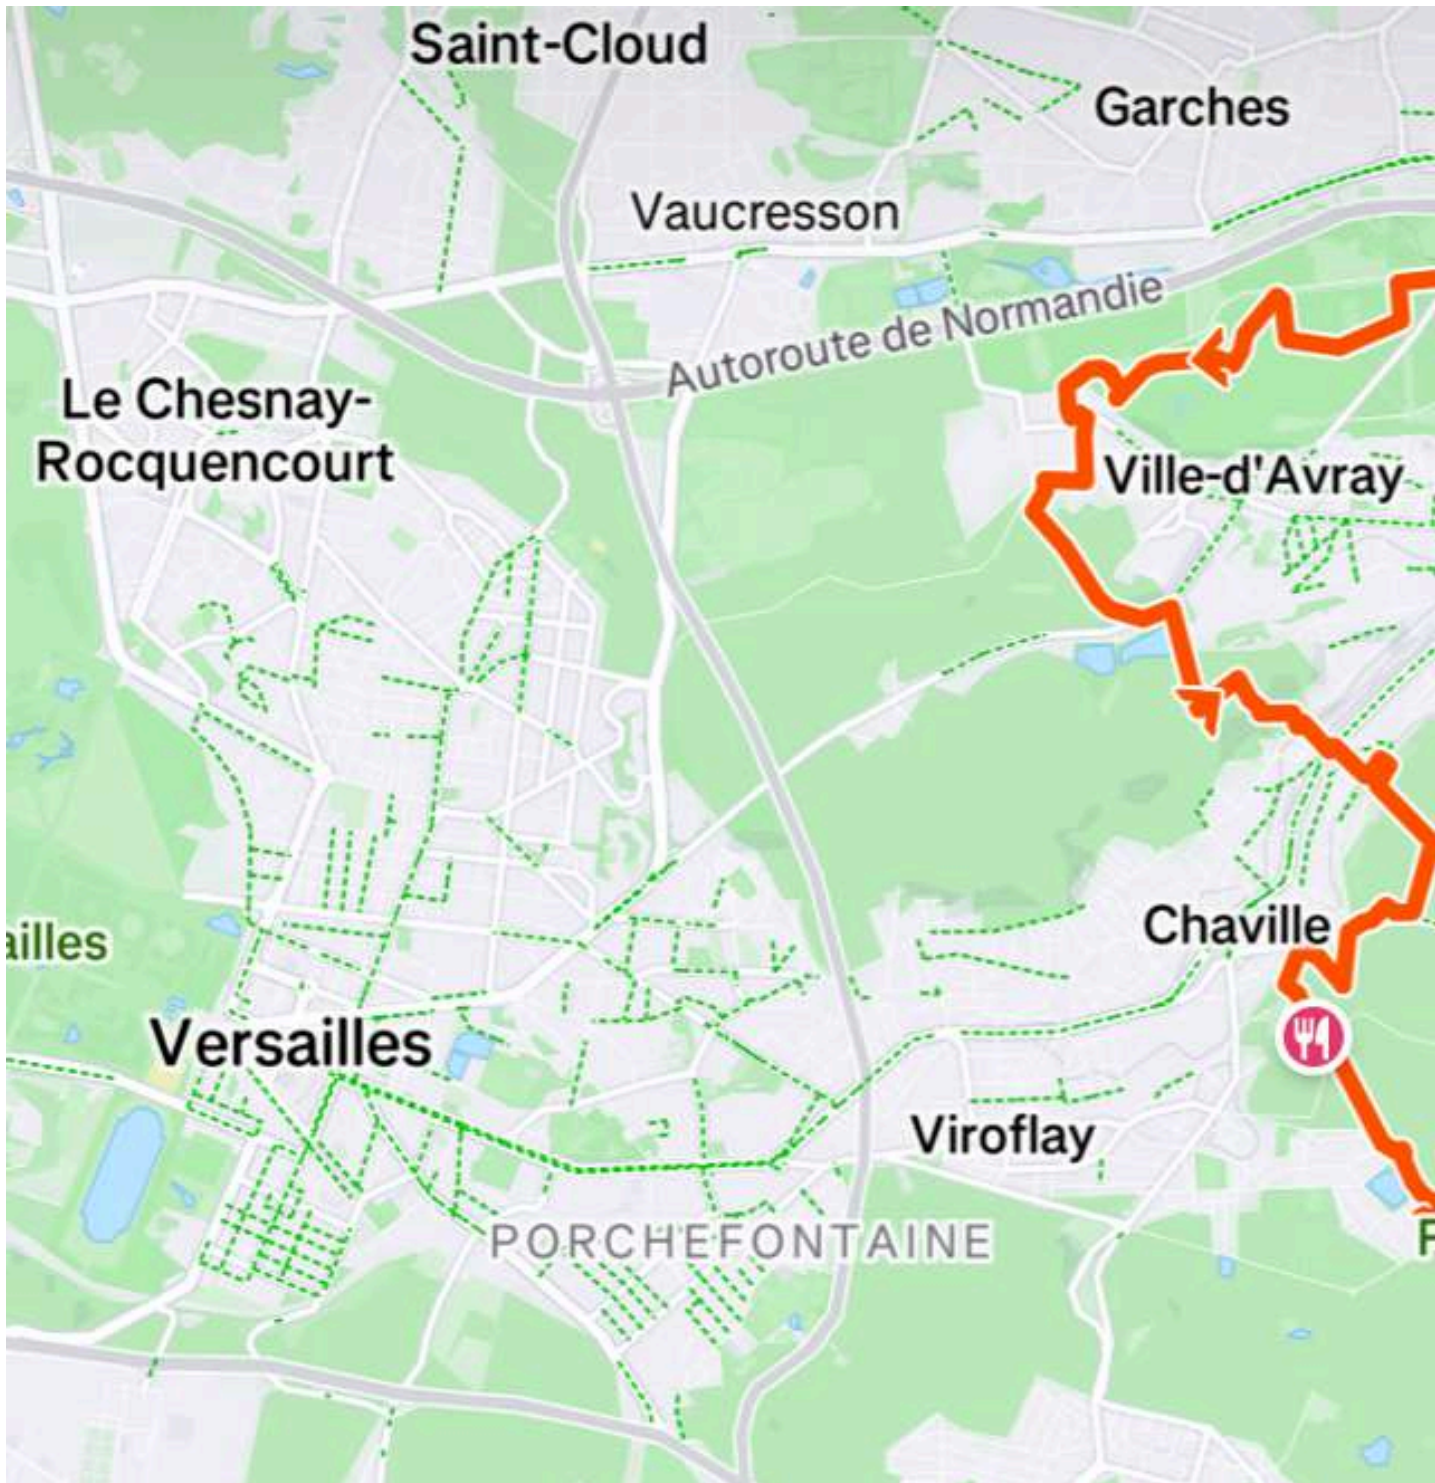 Saint-Cloud
Garches
Vaucresson
Autoroute de Normandie
Le Chesnay-
Rocquencourt
Ville-d'Avray
Chaville
ailles
Versailles
Viroflay
PORCHEFONTAINE